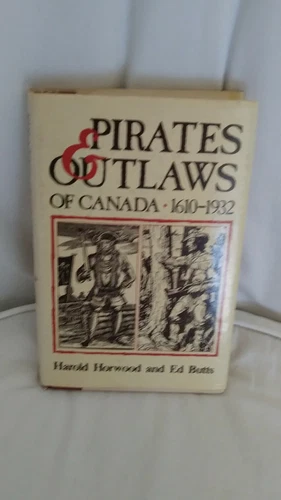 PIRATES
& OUTLAWS
OF CANADA · 1610-1932
Harold Horwood and Ed Butts